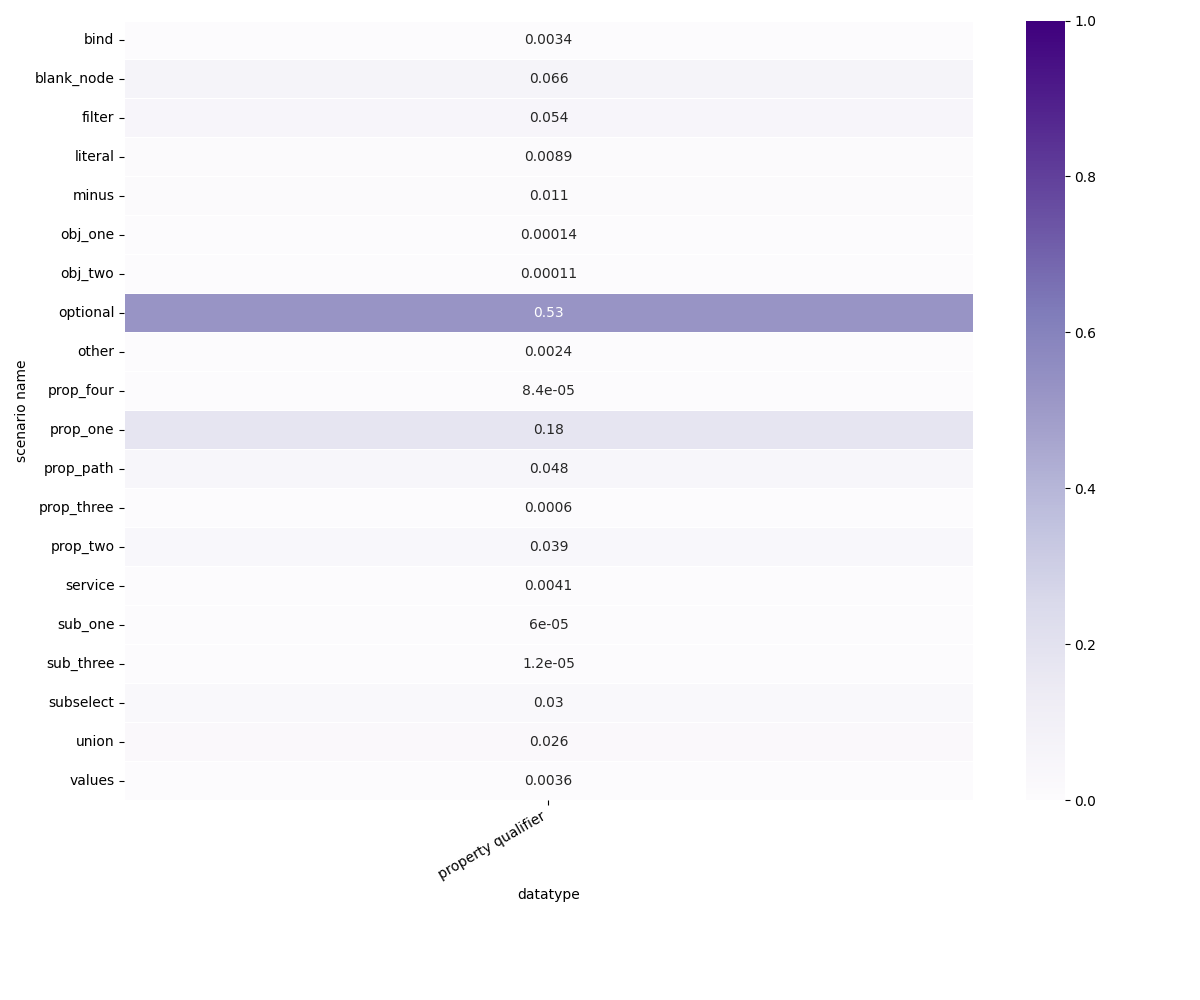 scenario name
bind 0.0034
blank_node 0.066
filter 0.054
literal 0.0089
minus 0.011
obj_one 0.00014
obj_two 0.00011
optional 0.53
other 0.0024
prop_four 8.4e-05
prop_one 0.18
prop_path 0.048
prop_three 0.0006
prop_two 0.039
service 0.0041
sub_one 6e-05
sub_three 1.2e-05
subselect 0.03
union 0.026
values 0.0036
property qualifier
datatype
1.0
0.8
0.6
0.4
0.2
0.0